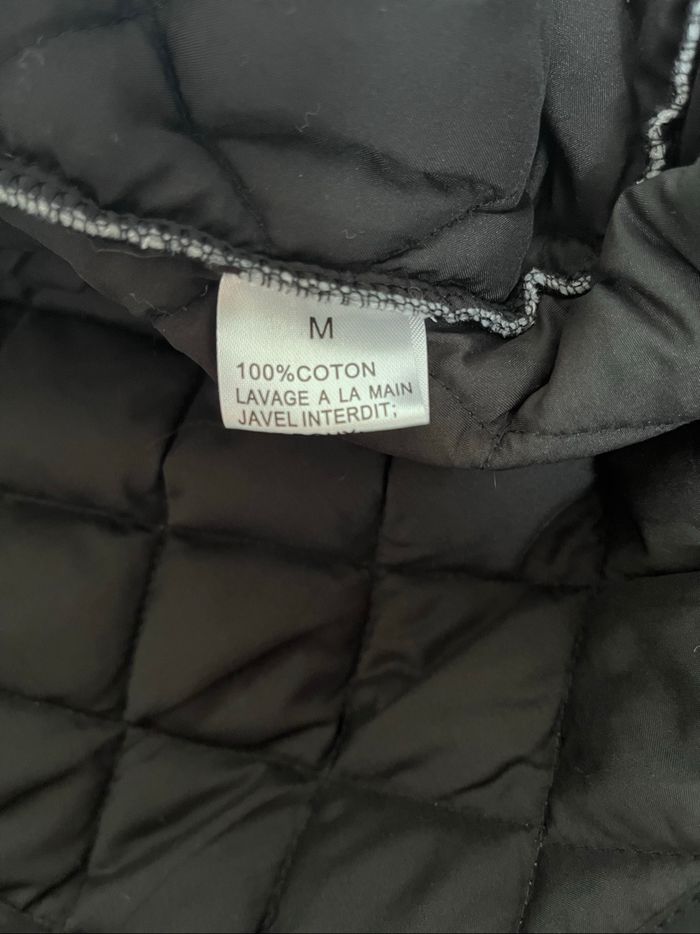 M
100%COTON
LAVAGE A LA MAIN
JAVEL INTERDIT;